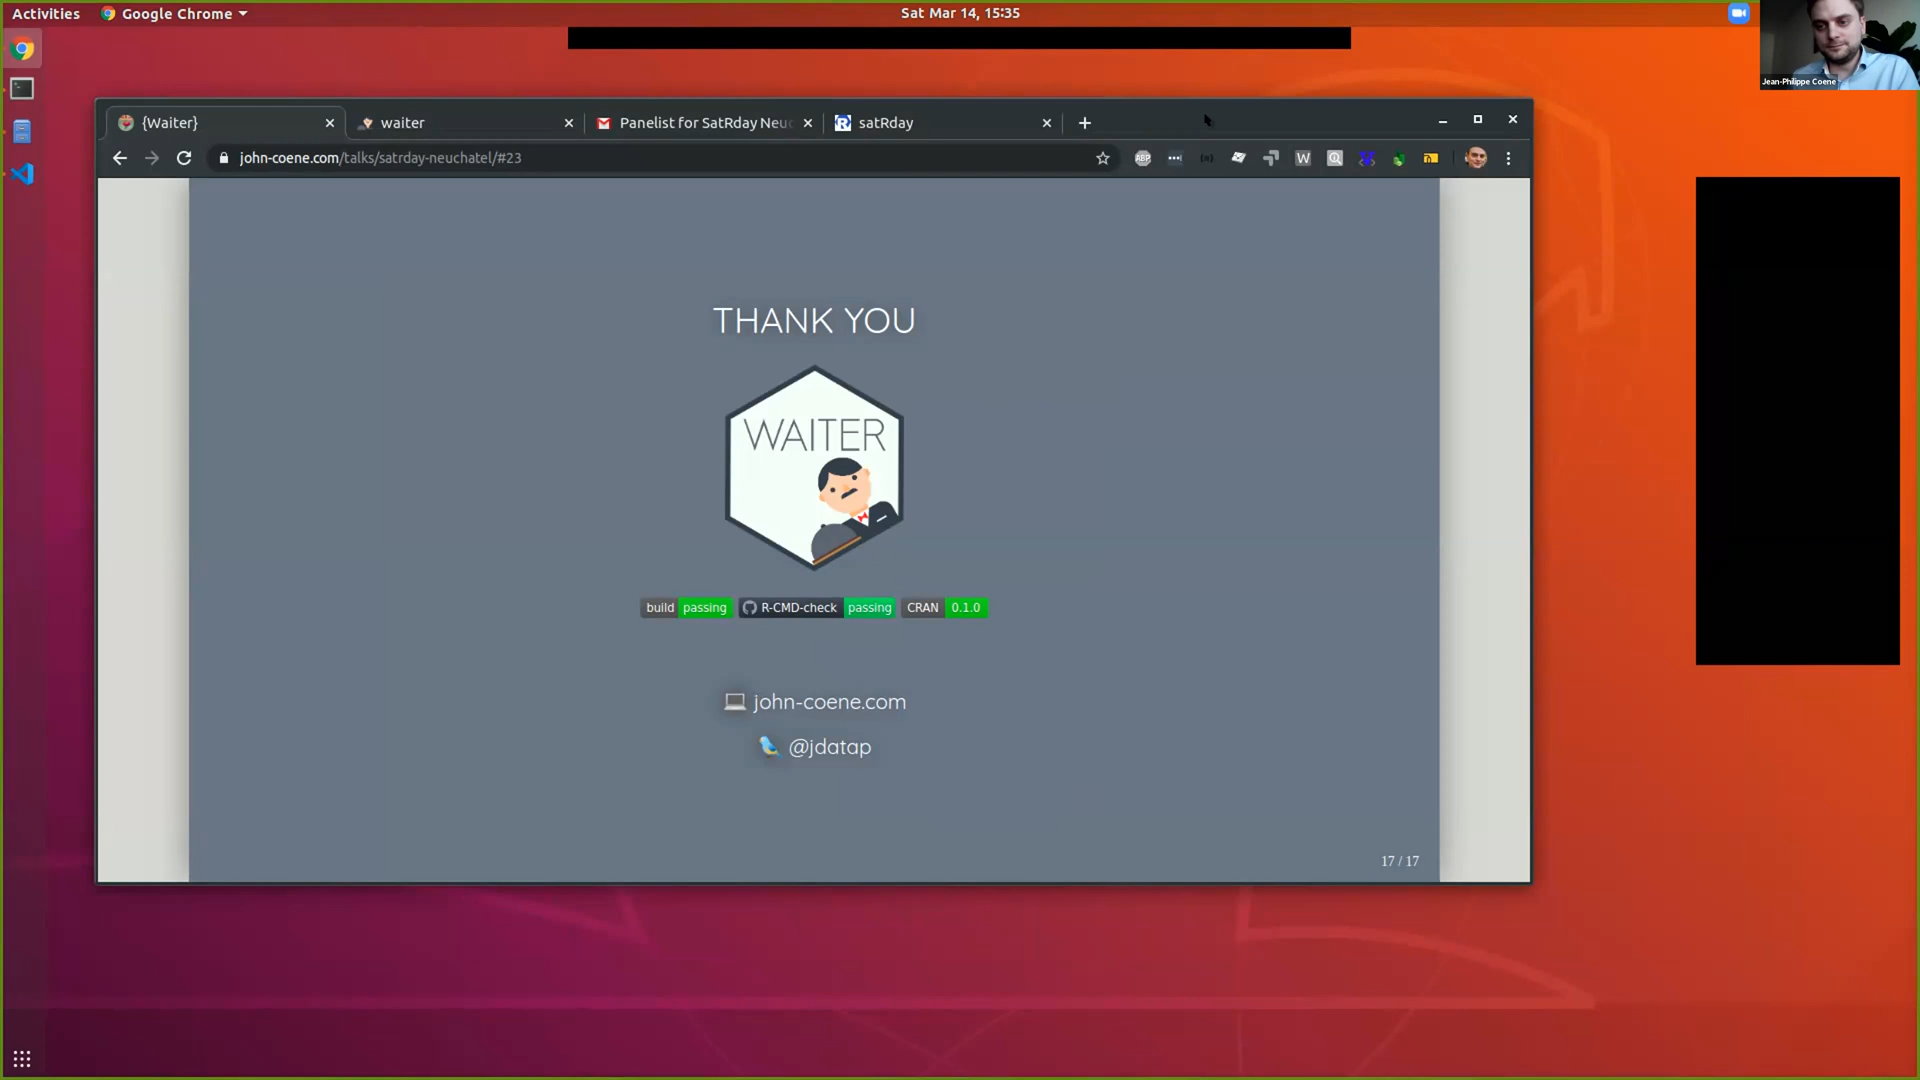 Activities
Google Chrome
Sat Mar 14, 15:35
Jean-Philippe Coene
{Waiter}
waiter
Panelist for SatRday Neuc
satRday
john-coene.com/talks/satrday-neuchatel/#23
ABP
W
THANK YOU
WAITER
build passing
R-CMD-check passing
CRAN 0.1.0
john-coene.com
@jdatap
17 / 17